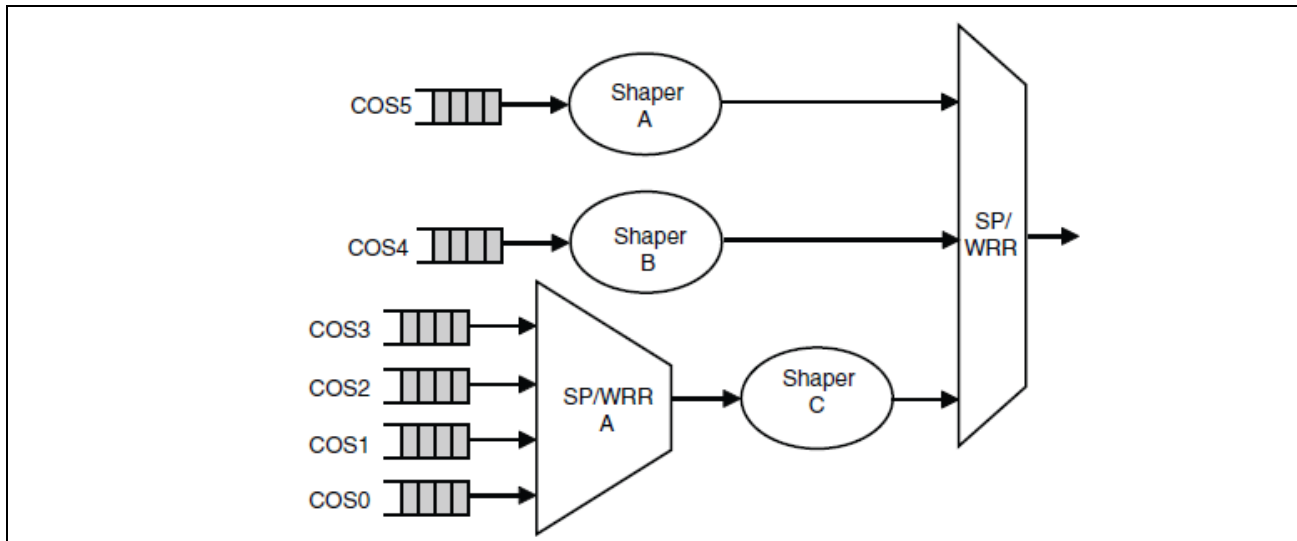 COS5
Shaper
A
COS4
Shaper
B
SP/
WRR
COS3
COS2
COS1
COS0
SP/WRR
A
Shaper
C